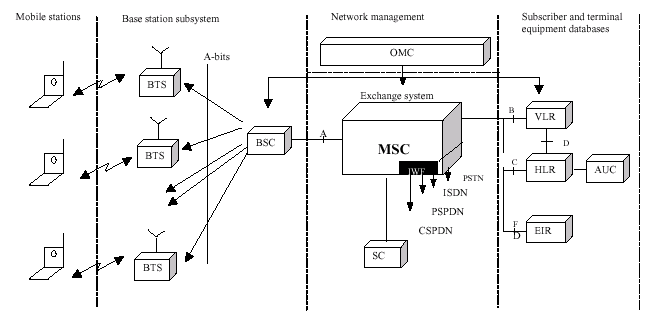 Mobile stations
Base station subsystem
Network management
Subscriber and terminal
equipment databases
OMC
A-bits
Exchange system
BTS
BTS
BTS
BSC
A
MSC
IWF
PSTN
ISDN
PSPDN
CSPDN
SC
B
VLR
D
C
HLR
AUC
F
D
EIR